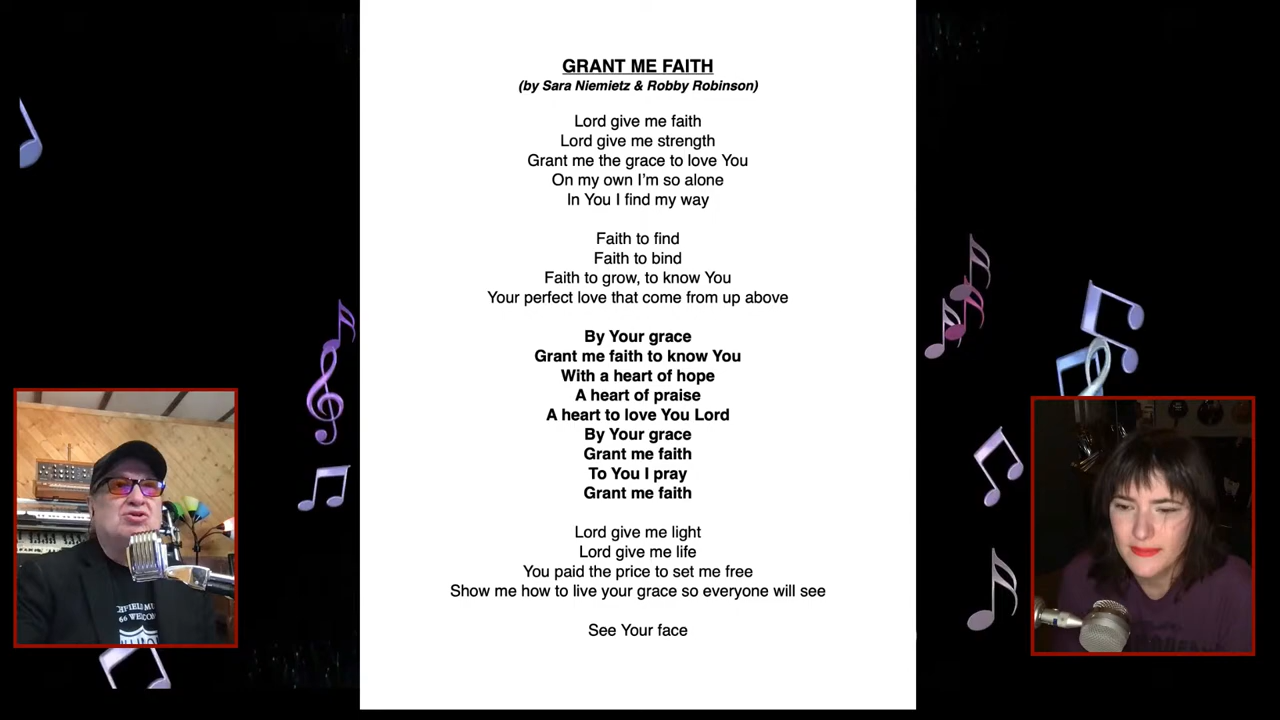 GRANT ME FAITH
(by Sara Niemietz & Robby Robinson)
Lord give me faith
Lord give me strength
Grant me the grace to love You
On my own I'm so alone
In You I find my way
Faith to find
Faith to bind
Faith to grow, to know You
Your perfect love that come from up above
By Your grace
Grant me faith to know You
With a heart of hope
A heart of praise
A heart to love You Lord
By Your grace
Grant me faith
To You I pray
Grant me faith
Lord give me light
Lord give me life
You paid the price to set me free
Show me how to live your grace so everyone will see
See Your face